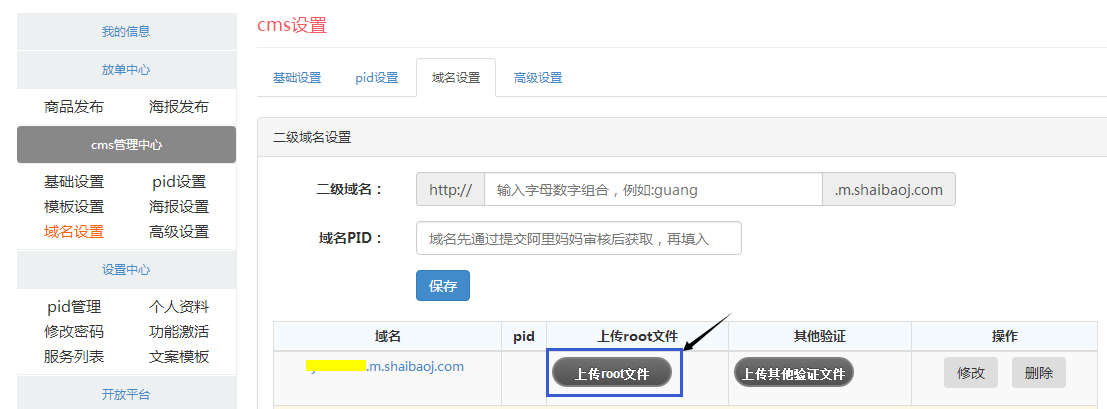 我的信息
放单中心
商品发布 海报发布
cms管理中心
基础设置 pid设置
模板设置 海报设置
域名设置 高级设置
设置中心
pid管理 个人资料
修改密码 功能激活
服务列表 文案模板
开放平台
cms设置
基础设置 pid设置 域名设置 高级设置
二级域名设置
二级域名： http:// 输入字母数字组合，例如:guang .m.shaibaoj.com
域名PID： 域名先通过提交阿里妈妈审核后获取，再填入
保存
域名 pid 上传root文件 其他验证 操作
.m.shaibaoj.com 上传root文件 上传其他验证文件 修改 删除